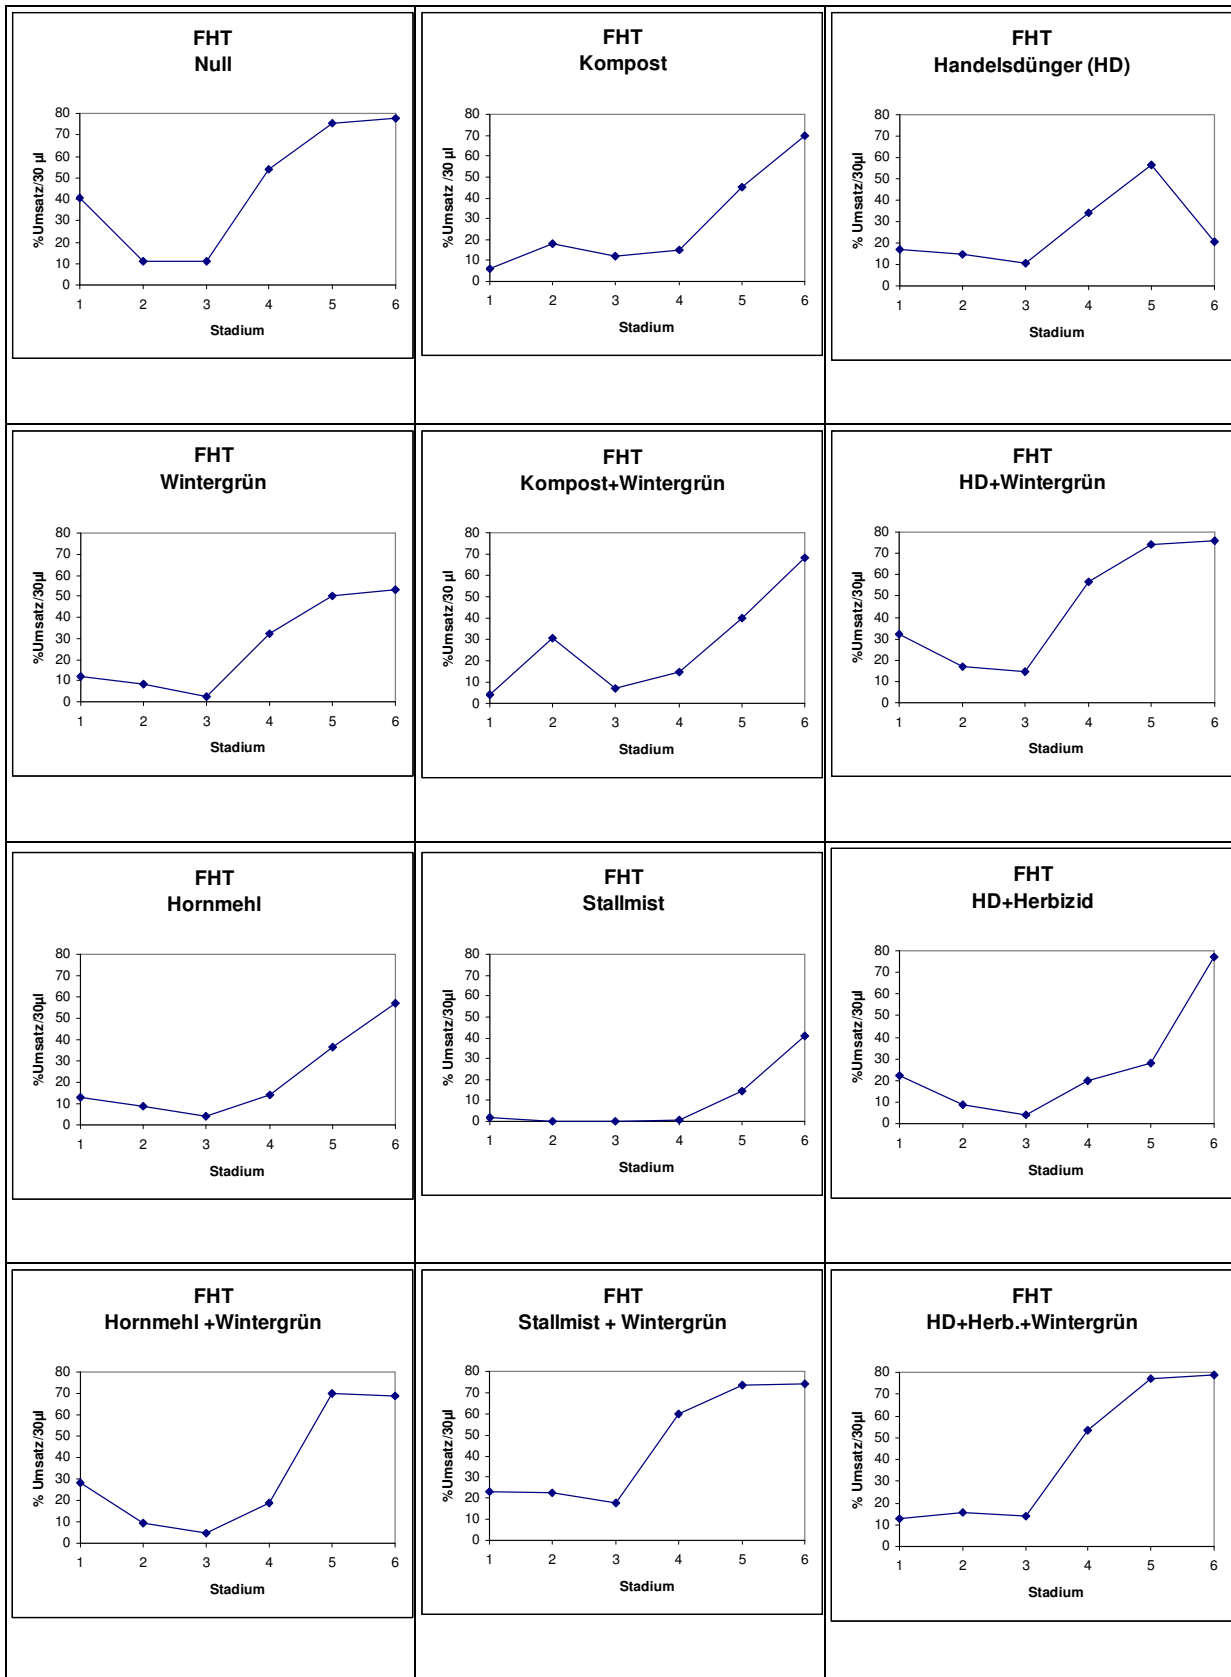 FHT
Null
%Umsatz/30 µl
80
70
60
50
40
30
20
10
0
1 2 3 4 5 6
Stadium
FHT
Kompost
%Umsatz /30 µl
80
70
60
50
40
30
20
10
0
1 2 3 4 5 6
Stadium
FHT
Handelsdünger (HD)
% Umsatz/30µl
80
70
60
50
40
30
20
10
0
1 2 3 4 5 6
Stadium
FHT
Wintergrün
%Umsatz/30µl
80
70
60
50
40
30
20
10
0
1 2 3 4 5 6
Stadium
FHT
Kompost+Wintergrün
%Umsatz/30 µl
80
70
60
50
40
30
20
10
0
1 2 3 4 5 6
Stadium
FHT
HD+Wintergrün
%Umsatz/30µl
80
70
60
50
40
30
20
10
0
1 2 3 4 5 6
Stadium
FHT
Hornmehl
%Umsatz/30µl
80
70
60
50
40
30
20
10
0
1 2 3 4 5 6
Stadium
FHT
Stallmist
% Umsatz/30µl
80
70
60
50
40
30
20
10
0
1 2 3 4 5 6
Stadium
FHT
HD+Herbizid
%Umsatz/30µl
80
70
60
50
40
30
20
10
0
1 2 3 4 5 6
Stadium
FHT
Hornmehl +Wintergrün
% Umsatz/30µl
80
70
60
50
40
30
20
10
0
1 2 3 4 5 6
Stadium
FHT
Stallmist + Wintergrün
%Umsatz/30µl
80
70
60
50
40
30
20
10
0
1 2 3 4 5 6
Stadium
FHT
HD+Herb.+Wintergrün
% Umsatz/30µl
80
70
60
50
40
30
20
10
0
1 2 3 4 5 6
Stadium